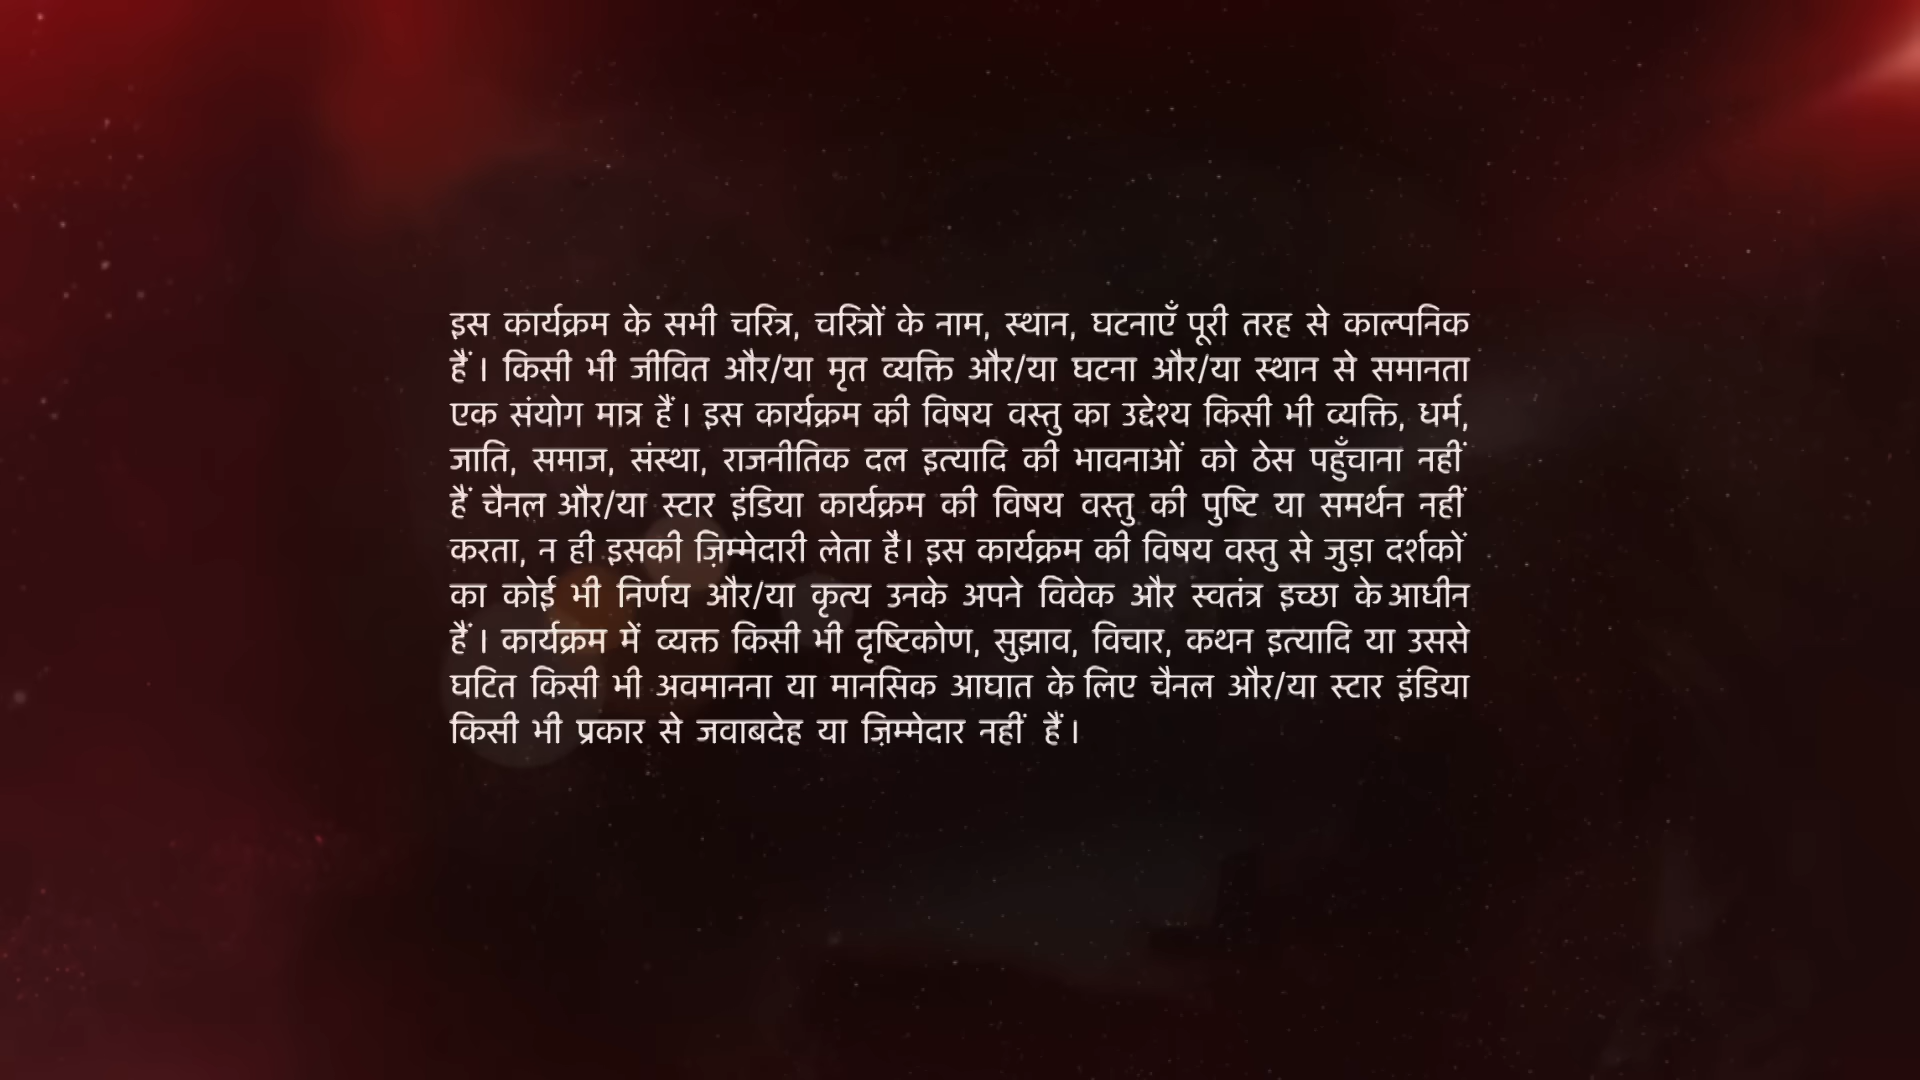 इस कार्यक्रम के सभी चरित्र, चरित्रों के नाम, स्थान, घटनाएँ पूरी तरह से काल्पनिक
हैं । किसी भी जीवित और/या मृत व्यक्ति और/या घटना और/या स्थान से समानता
एक संयोग मात्र हैं । इस कार्यक्रम की विषय वस्तु का उद्देश्य किसी भी व्यक्ति, धर्म,
जाति, समाज, संस्था, राजनीतिक दल इत्यादि की भावनाओं को ठेस पहुँचाना नहीं
हैं चैनल और/या स्टार इंडिया कार्यक्रम की विषय वस्तु की पुष्टि या समर्थन नहीं
करता, न ही इसकी ज़िम्मेदारी लेता है। इस कार्यक्रम की विषय वस्तु से जुड़ा दर्शकों
का कोई भी निर्णय और/या कृत्य उनके अपने विवेक और स्वतंत्र इच्छा के आधीन
हैं । कार्यक्रम में व्यक्त किसी भी दृष्टिकोण, सुझाव, विचार, कथन इत्यादि या उससे
घटित किसी भी अवमानना या मानसिक आघात के लिए चैनल और/या स्टार इंडिया
किसी भी प्रकार से जवाबदेह या ज़िम्मेदार नहीं हैं ।